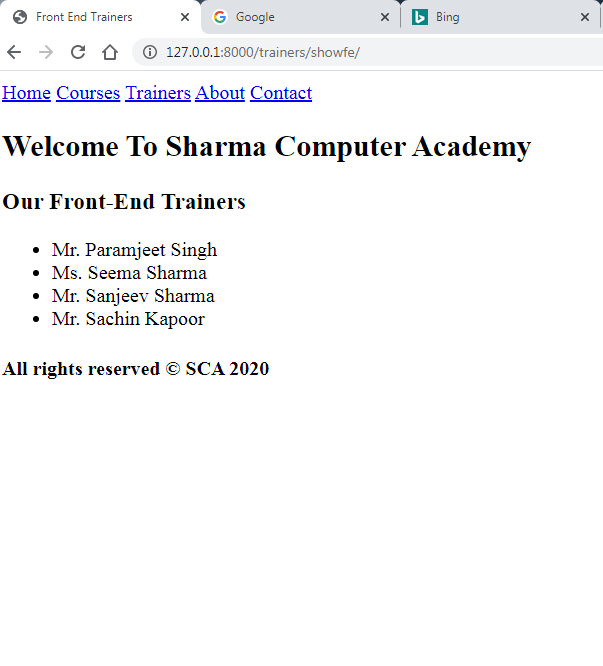 Front End Trainers Google Bing
127.0.0.1:8000/trainers/showfe/
Home Courses Trainers About Contact
Welcome To Sharma Computer Academy
Our Front-End Trainers
Mr. Paramjeet Singh
Ms. Seema Sharma
Mr. Sanjeev Sharma
Mr. Sachin Kapoor
All rights reserved © SCA 2020